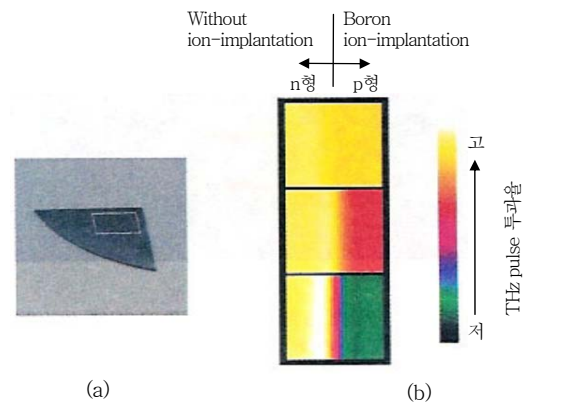 Without
ion-implantation
Boron
ion-implantation
n형
p형
고
THz pulse 투과율
저
(a)
(b)